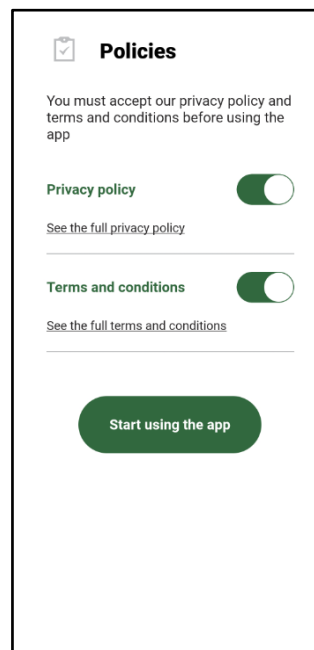 Policies
You must accept our privacy policy and
terms and conditions before using the
app
Privacy policy
See the full privacy policy
Terms and conditions
See the full terms and conditions
Start using the app